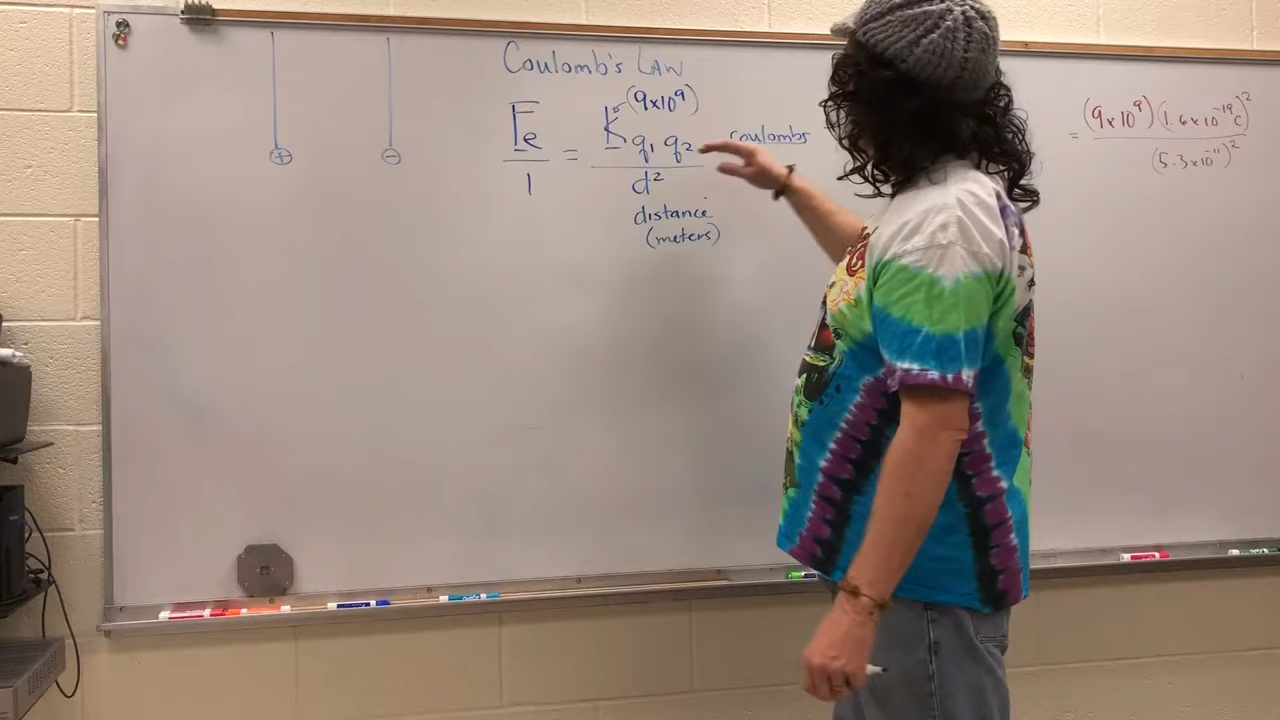 Coulomb's LAW
(9x10⁹)
Fe = K q₁ q₂ coulombs
1 d²
distance
(meters)
+ −
= (9x10⁹)(1.6x10⁻¹⁹C)²
(5.3x10⁻¹¹)²